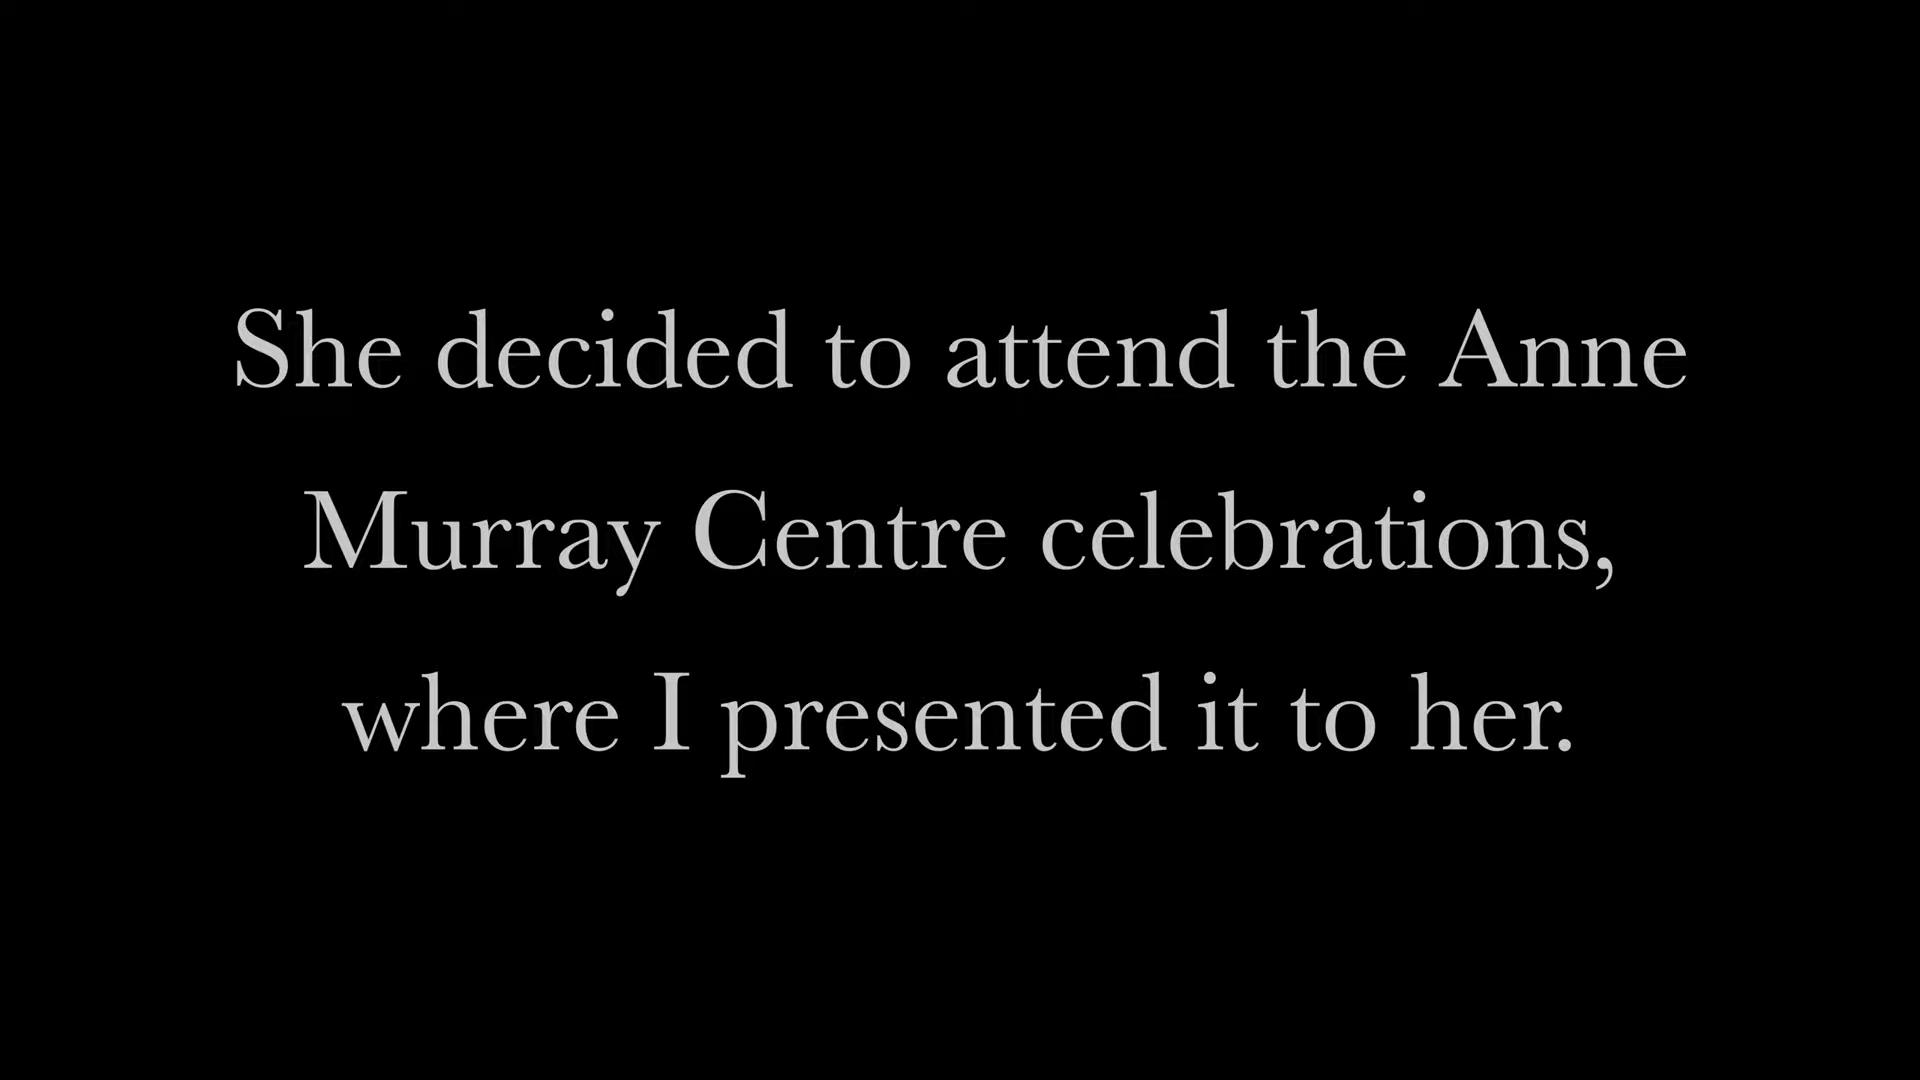 She decided to attend the Anne
Murray Centre celebrations,
where I presented it to her.